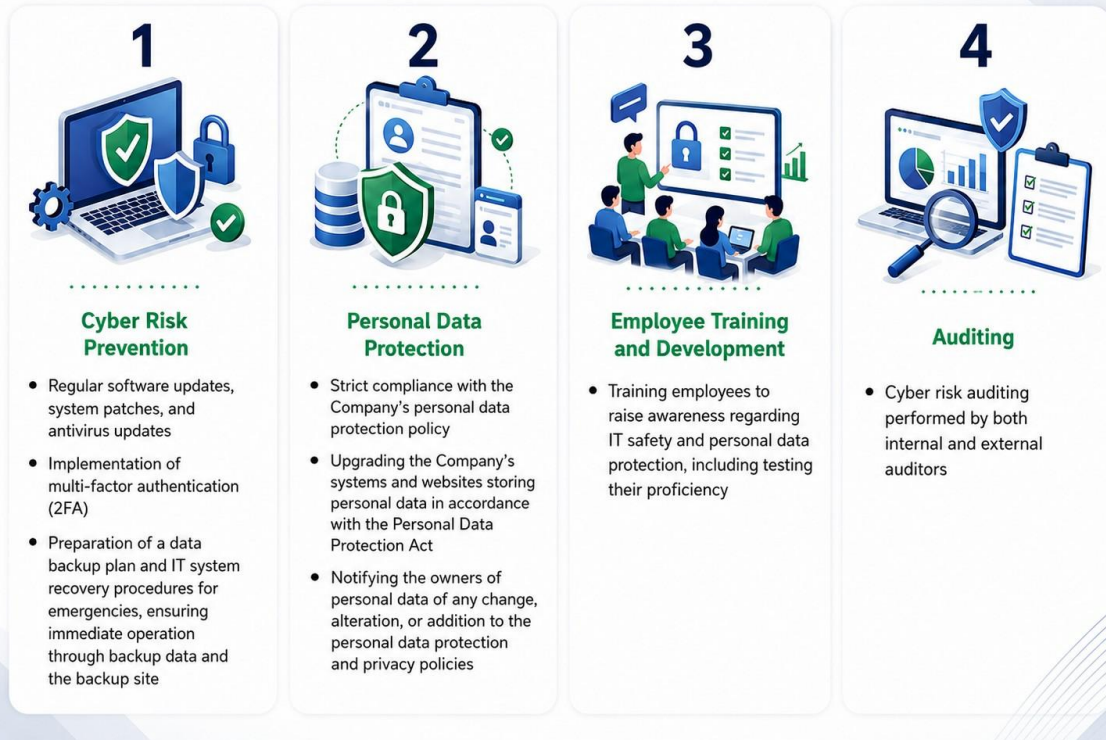 1
Cyber Risk
Prevention
• Regular software updates,
system patches, and
antivirus updates
• Implementation of
multi-factor authentication
(2FA)
• Preparation of a data
backup plan and IT system
recovery procedures for
emergencies, ensuring
immediate operation
through backup data and
the backup site
2
Personal Data
Protection
• Strict compliance with the
Company's personal data
protection policy
• Upgrading the Company's
systems and websites storing
personal data in accordance
with the Personal Data
Protection Act
• Notifying the owners of
personal data of any change,
alteration, or addition to the
personal data protection
and privacy policies
3
Employee Training
and Development
• Training employees to
raise awareness regarding
IT safety and personal data
protection, including testing
their proficiency
4
Auditing
• Cyber risk auditing
performed by both
internal and external
auditors